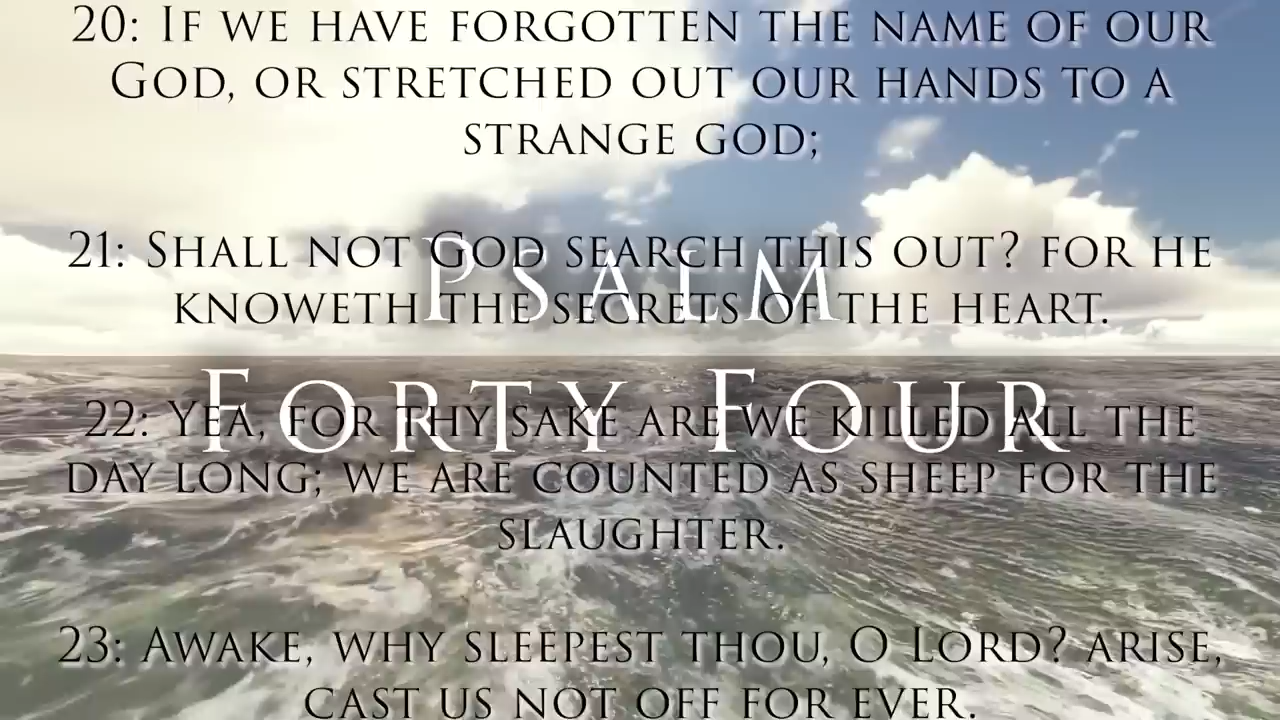 20: If we have forgotten the name of our
God, or stretched out our hands to a
strange god;
21: Shall not God search this out? for he
knoweth the secrets of the heart.
Psalm
Forty Four
22: Yea, for thy sake are we killed all the
day long; we are counted as sheep for the
slaughter.
23: Awake, why sleepest thou, O Lord? arise,
cast us not off for ever.